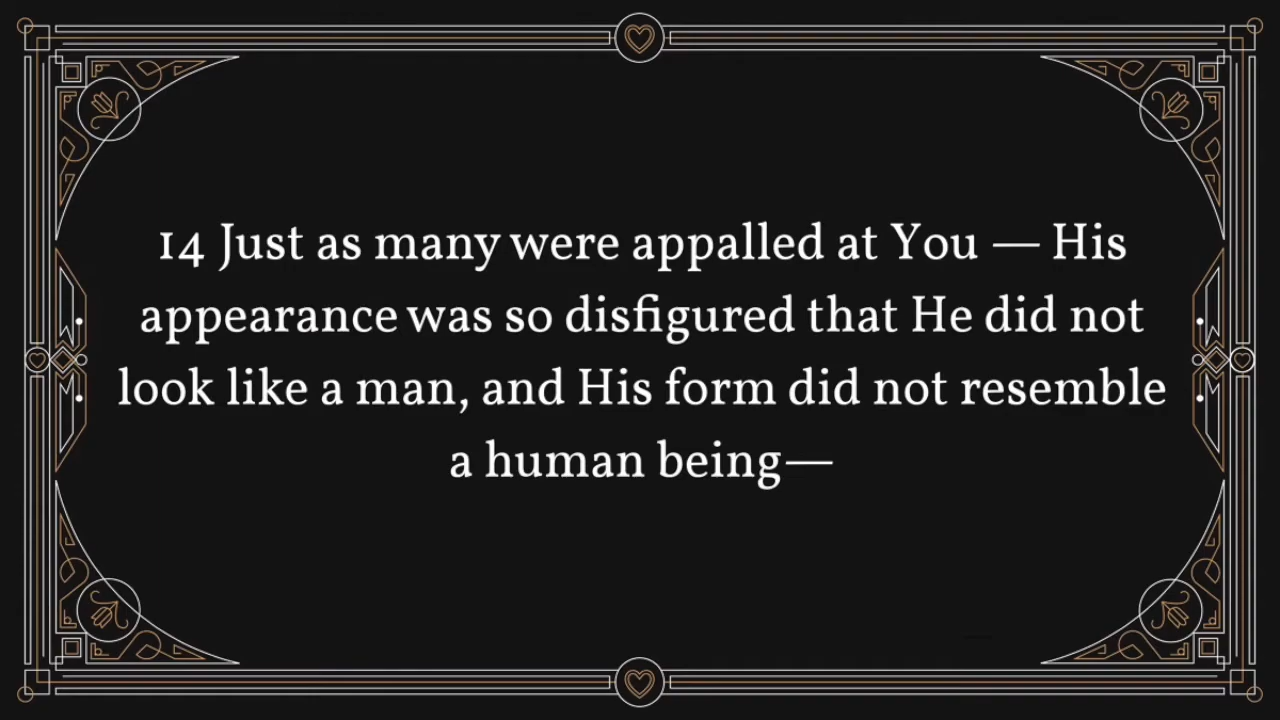 14 Just as many were appalled at You — His
appearance was so disfigured that He did not
look like a man, and His form did not resemble
a human being—